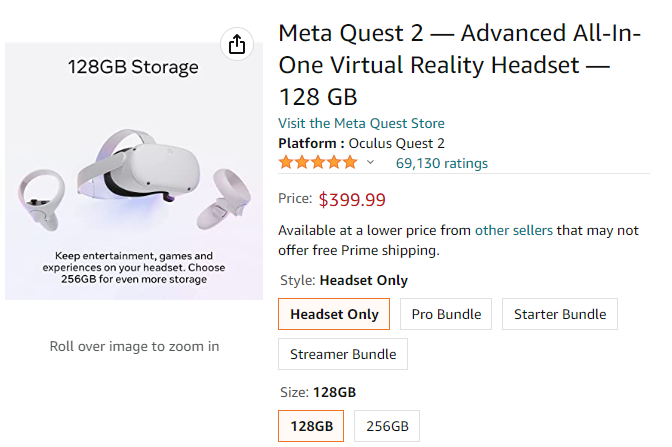 128GB Storage
Keep entertainment, games and
experiences on your headset. Choose
256GB for even more storage
Roll over image to zoom in
Meta Quest 2 — Advanced All-In-
One Virtual Reality Headset —
128 GB
Visit the Meta Quest Store
Platform : Oculus Quest 2
69,130 ratings
Price: $399.99
Available at a lower price from other sellers that may not
offer free Prime shipping.
Style: Headset Only
Headset Only Pro Bundle Starter Bundle
Streamer Bundle
Size: 128GB
128GB 256GB